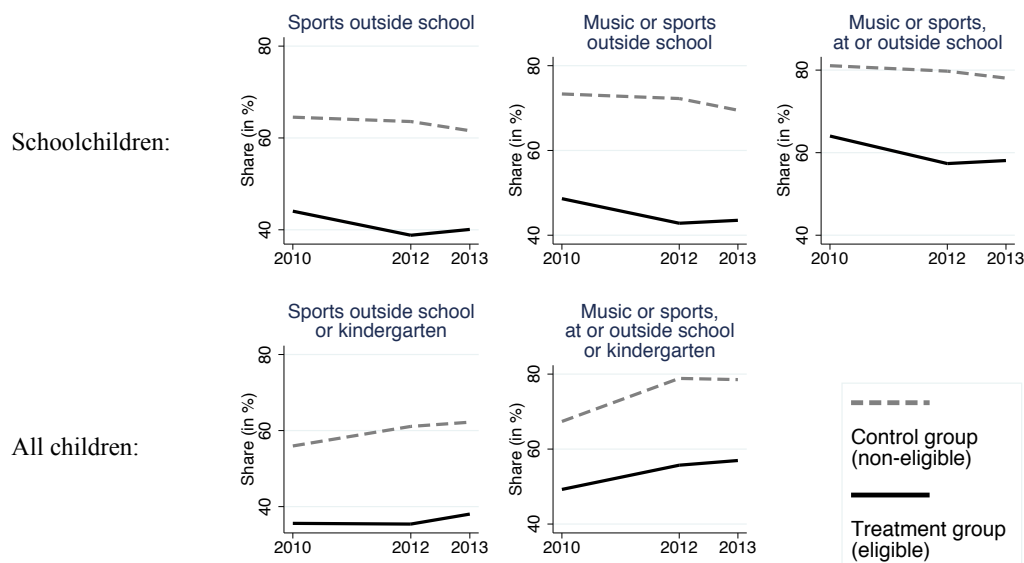 Schoolchildren:
Sports outside school
Share (in %)
80
60
40
2010 2012 2013
Music or sports
outside school
Share (in %)
80
60
40
2010 2012 2013
Music or sports,
at or outside school
Share (in %)
80
60
40
2010 2012 2013
All children:
Sports outside school
or kindergarten
Share (in %)
80
60
40
2010 2012 2013
Music or sports,
at or outside school
or kindergarten
Share (in %)
80
60
40
2010 2012 2013
Control group
(non-eligible)
Treatment group
(eligible)